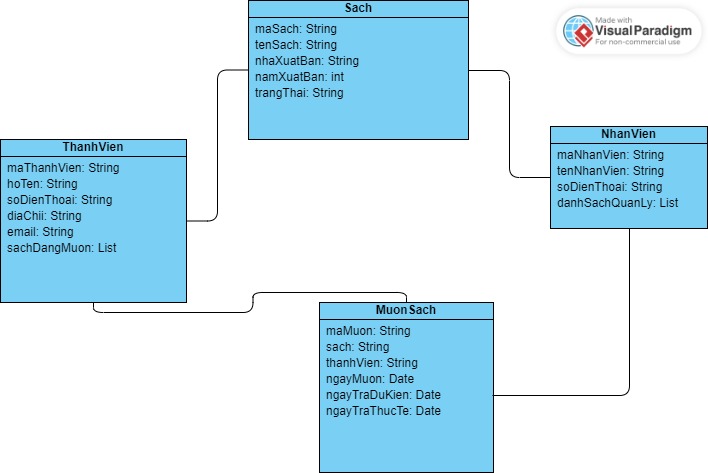 Sach
maSach: String
tenSach: String
nhaXuatBan: String
namXuatBan: int
trangThai: String
Made with
VisualParadigm
For non-commercial use
ThanhVien
maThanhVien: String
hoTen: String
soDienThoai: String
diaChii: String
email: String
sachDangMuon: List
NhanVien
maNhanVien: String
tenNhanVien: String
soDienThoai: String
danhSachQuanLy: List
MuonSach
maMuon: String
sach: String
thanhVien: String
ngayMuon: Date
ngayTraDuKien: Date
ngayTraThucTe: Date